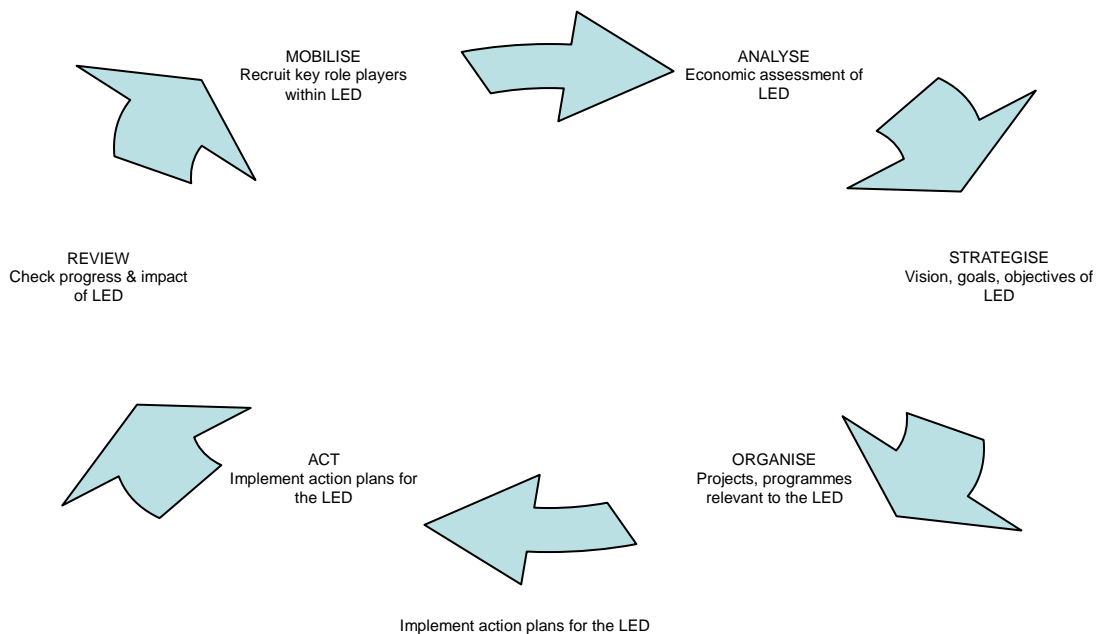 MOBILISE
Recruit key role players
within LED
ANALYSE
Economic assessment of
LED
STRATEGISE
Vision, goals, objectives of
LED
ORGANISE
Projects, programmes
relevant to the LED
ACT
Implement action plans for
the LED
REVIEW
Check progress & impact
of LED
Implement action plans for the LED